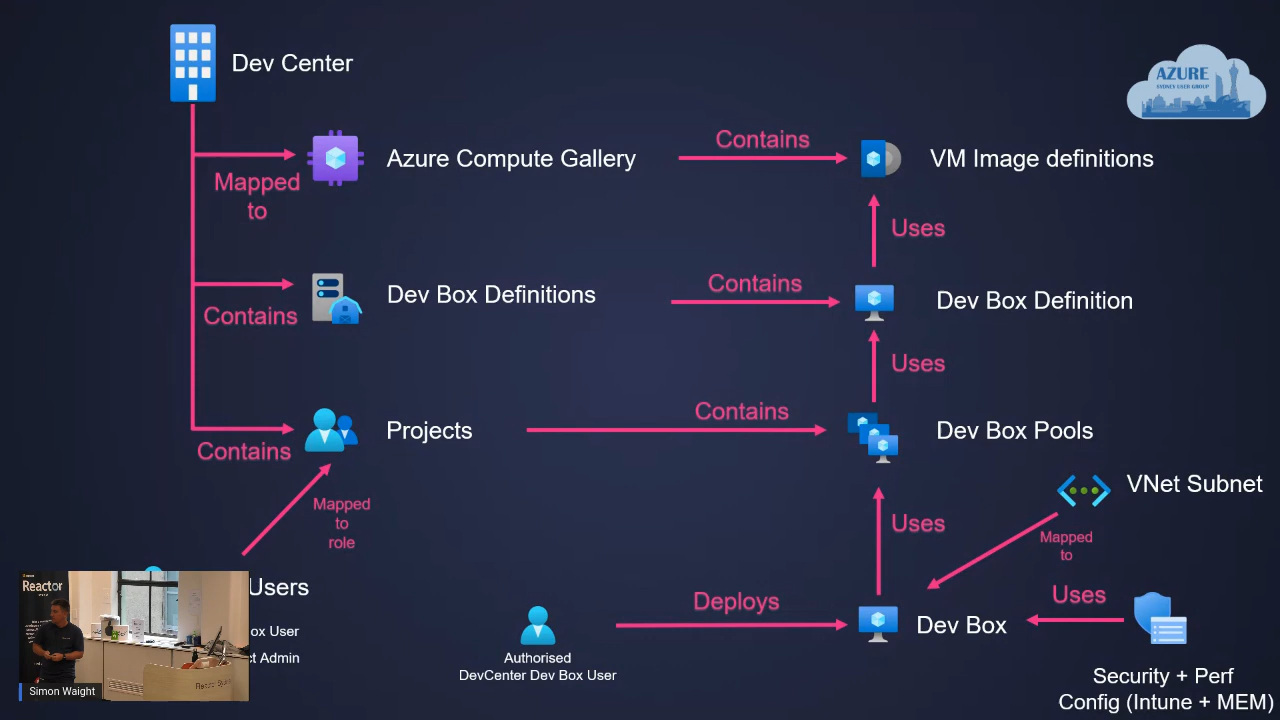 Dev Center
AZURE
SYDNEY USER GROUP
Mapped
to
Azure Compute Gallery
Contains
VM Image definitions
Uses
Contains
Dev Box Definitions
Contains
Dev Box Definition
Uses
Contains
Projects
Contains
Dev Box Pools
Mapped
to
role
Uses
VNet Subnet
Mapped
to
Users
ox User
t Admin
Reactor
Simon Waight
Authorised
DevCenter Dev Box User
Deploys
Dev Box
Uses
Security + Perf
Config (Intune + MEM)